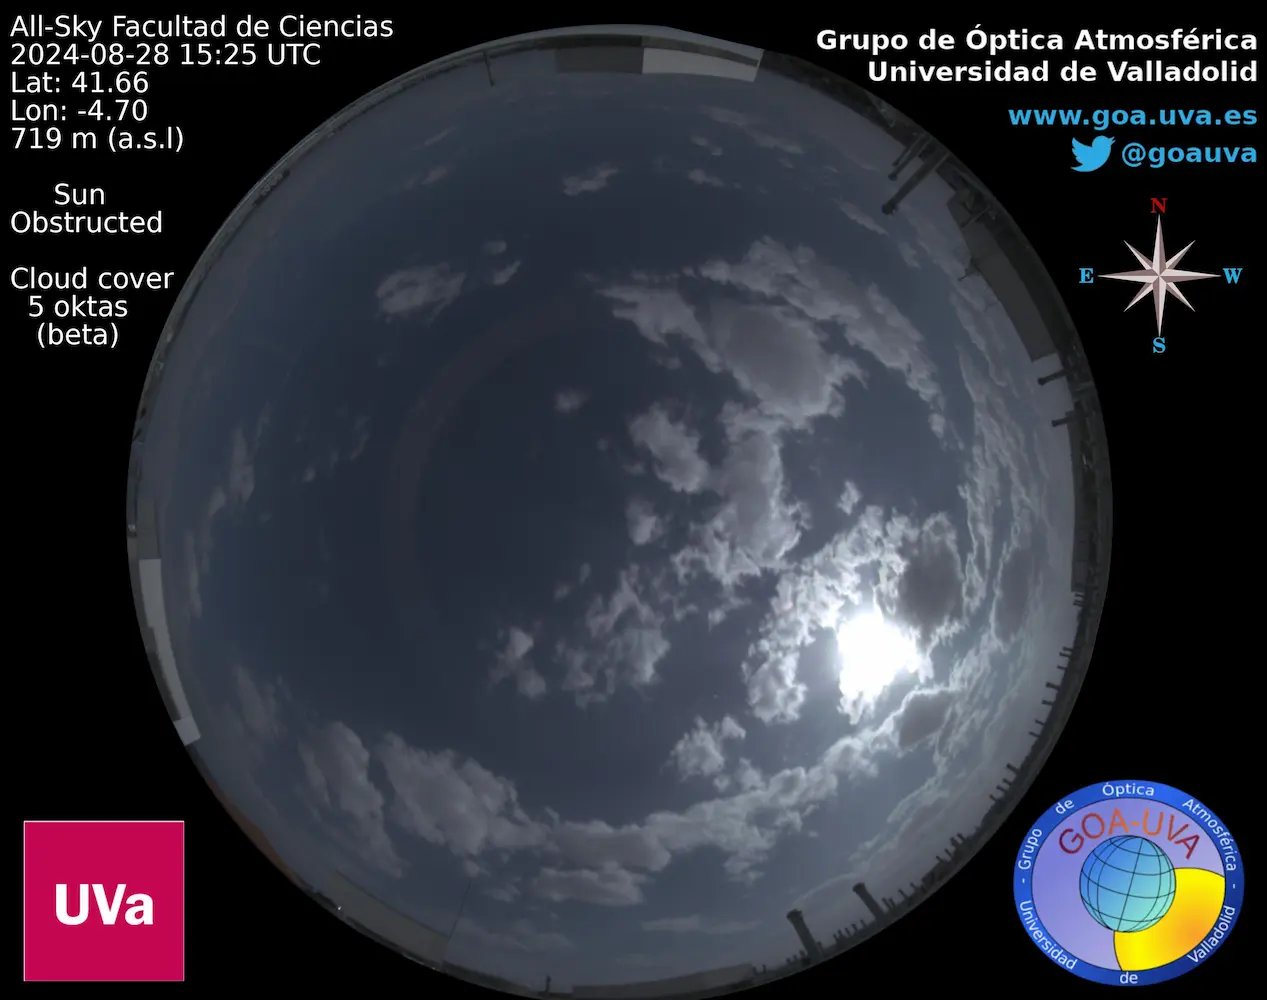 All-Sky Facultad de Ciencias
2024-08-28 15:25 UTC
Lat: 41.66
Lon: -4.70
719 m (a.s.l)
Sun
Obstructed
Cloud cover
5 oktas
(beta)
Grupo de Óptica Atmosférica
Universidad de Valladolid
www.goa.uva.es
@goauva
N
E W
S
UVa
- Grupo de Óptica Atmosférica -
GOA-UVA
Universidad de Valladolid